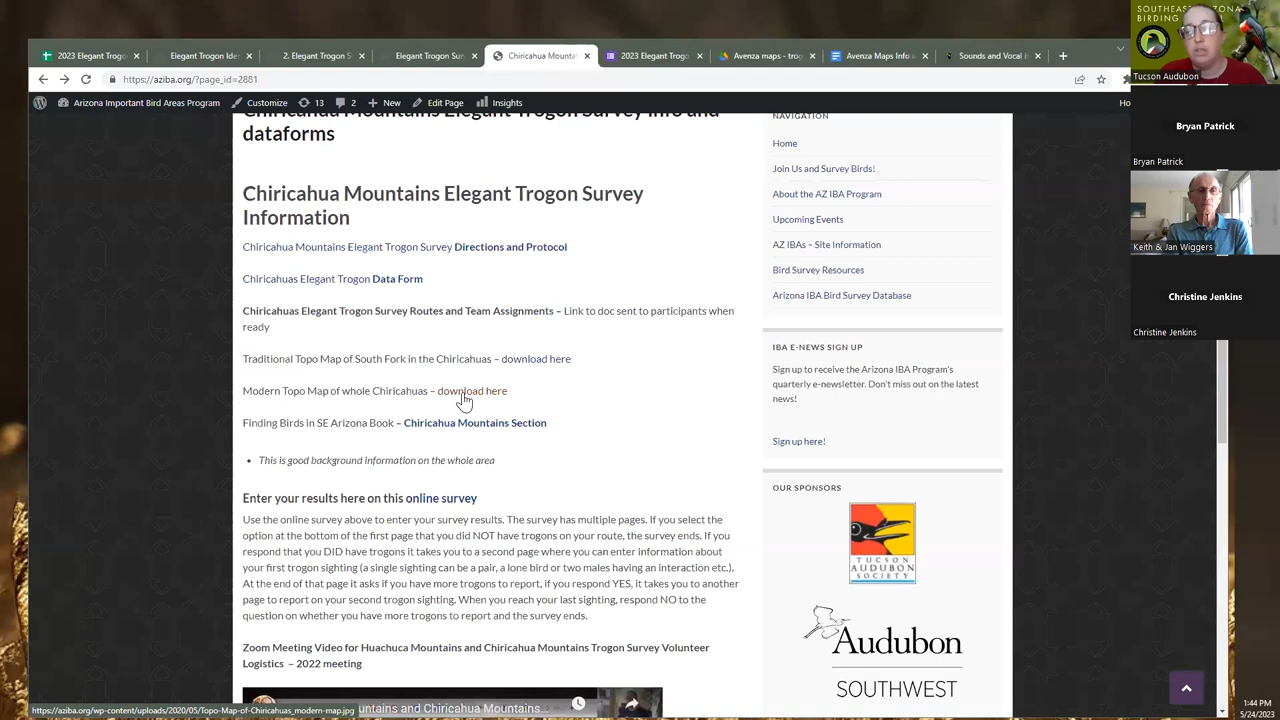 SOUTHEAST ARIZONA
BIRDING
Tucson Audubon
Bryan Patrick
Bryan Patrick
Keith & Jan Wiggers
Christine Jenkins
Christine Jenkins
2023 Elegant Trogo
Elegant Trogon Ide
2. Elegant Trogon S
Elegant Trogon Su
Chiricahua Mounta
2023 Elegant Trogo
Avenza maps - trog
Avenza Maps Info
Sounds and Vocal
https://aziba.org/?page_id=2881
Arizona Important Bird Areas Program
Customize
13
2
New
Edit Page
Insights
Ho
Chiricahua Mountains Elegant Trogon Survey Info and
dataforms
Chiricahua Mountains Elegant Trogon Survey
Information
Chiricahua Mountains Elegant Trogon Survey Directions and Protocol
Chiricahuas Elegant Trogon Data Form
Chiricahuas Elegant Trogon Survey Routes and Team Assignments – Link to doc sent to participants when
ready
Traditional Topo Map of South Fork in the Chiricahuas – download here
Modern Topo Map of whole Chiricahuas – download here
Finding Birds in SE Arizona Book – Chiricahua Mountains Section
• This is good background information on the whole area
Enter your results here on this online survey
Use the online survey above to enter your survey results. The survey has multiple pages. If you select the
option at the bottom of the first page that you did NOT have trogons on your route, the survey ends. If you
respond that you DID have trogons it takes you to a second page where you can enter information about
your first trogon sighting (a single sighting can be a pair, a lone bird or two males having an interaction etc.).
At the end of that page it asks if you have more trogons to report, if you respond YES, it takes you to another
page to report on your second trogon sighting. When you reach your last sighting, respond NO to the
question on whether you have more trogons to report and the survey ends.
Zoom Meeting Video for Huachuca Mountains and Chiricahua Mountains Trogon Survey Volunteer
Logistics – 2022 meeting
untains and Chiricahua Mountains...
NAVIGATION
Home
Join Us and Survey Birds!
About the AZ IBA Program
Upcoming Events
AZ IBAs – Site Information
Bird Survey Resources
Arizona IBA Bird Survey Database
IBA E-NEWS SIGN UP
Sign up to receive the Arizona IBA Program's
quarterly e-newsletter. Don't miss out on the latest
news!
Sign up here!
OUR SPONSORS
TUCSON
AUDUBON
SOCIETY
Audubon
SOUTHWEST
https://aziba.org/wp-content/uploads/2020/05/Topo-Map-of-Chiricahuas_modern-map.jpg
1:44 PM